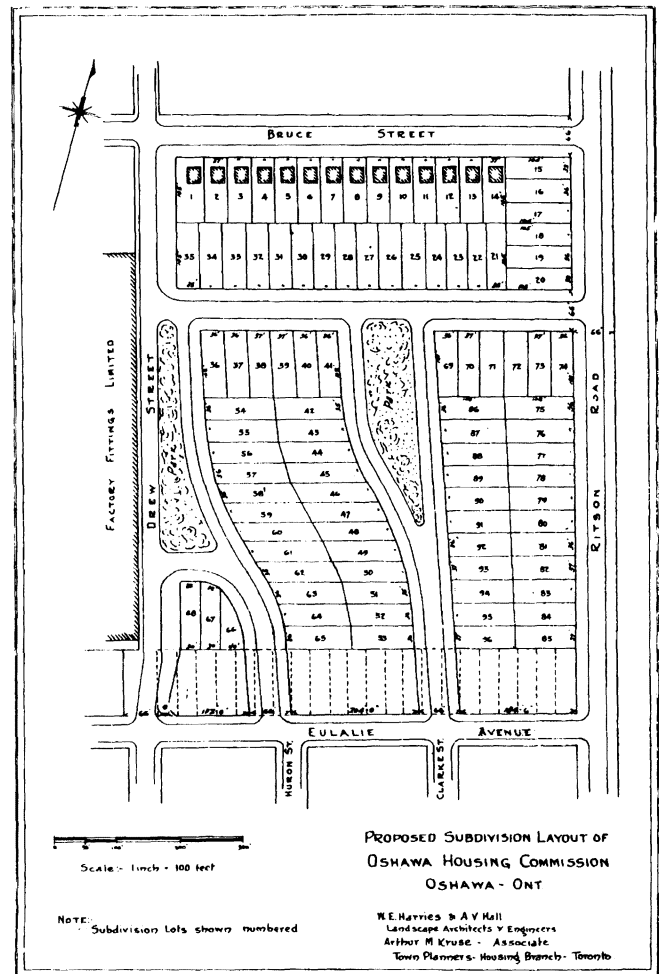 BRUCE STREET
1 2 3 4 5 6 7 8 9 10 11 12 13 14
15
16
17
18
19
20
35 34 33 32 31 30 29 28 27 26 25 24 23 22 21
66'
FACTORY FITTINGS LIMITED
DREW STREET
Park
Park
RITSON ROAD
36 37 38 39 40 41
69 70 71 72 73 74
54 42
55 43
56 44
57 45
58 46
59 47
60 48
61 49
62 50
63 51
64 52
65 53
86 75
87 76
88 77
89 78
90 79
91 80
92 81
93 82
94 83
95 84
96 85
68 67 66
EULALIE AVENUE
HURON ST.
CLARKE ST.
Scale:- 1 inch = 100 feet
NOTE:-
Subdivision Lots shown numbered
PROPOSED SUBDIVISION LAYOUT OF
OSHAWA HOUSING COMMISSION
OSHAWA - ONT
W.E. Harries & A V Hall
Landscape Architects & Engineers
Arthur M Kruse - Associate
Town Planners - Housing Branch - Toronto